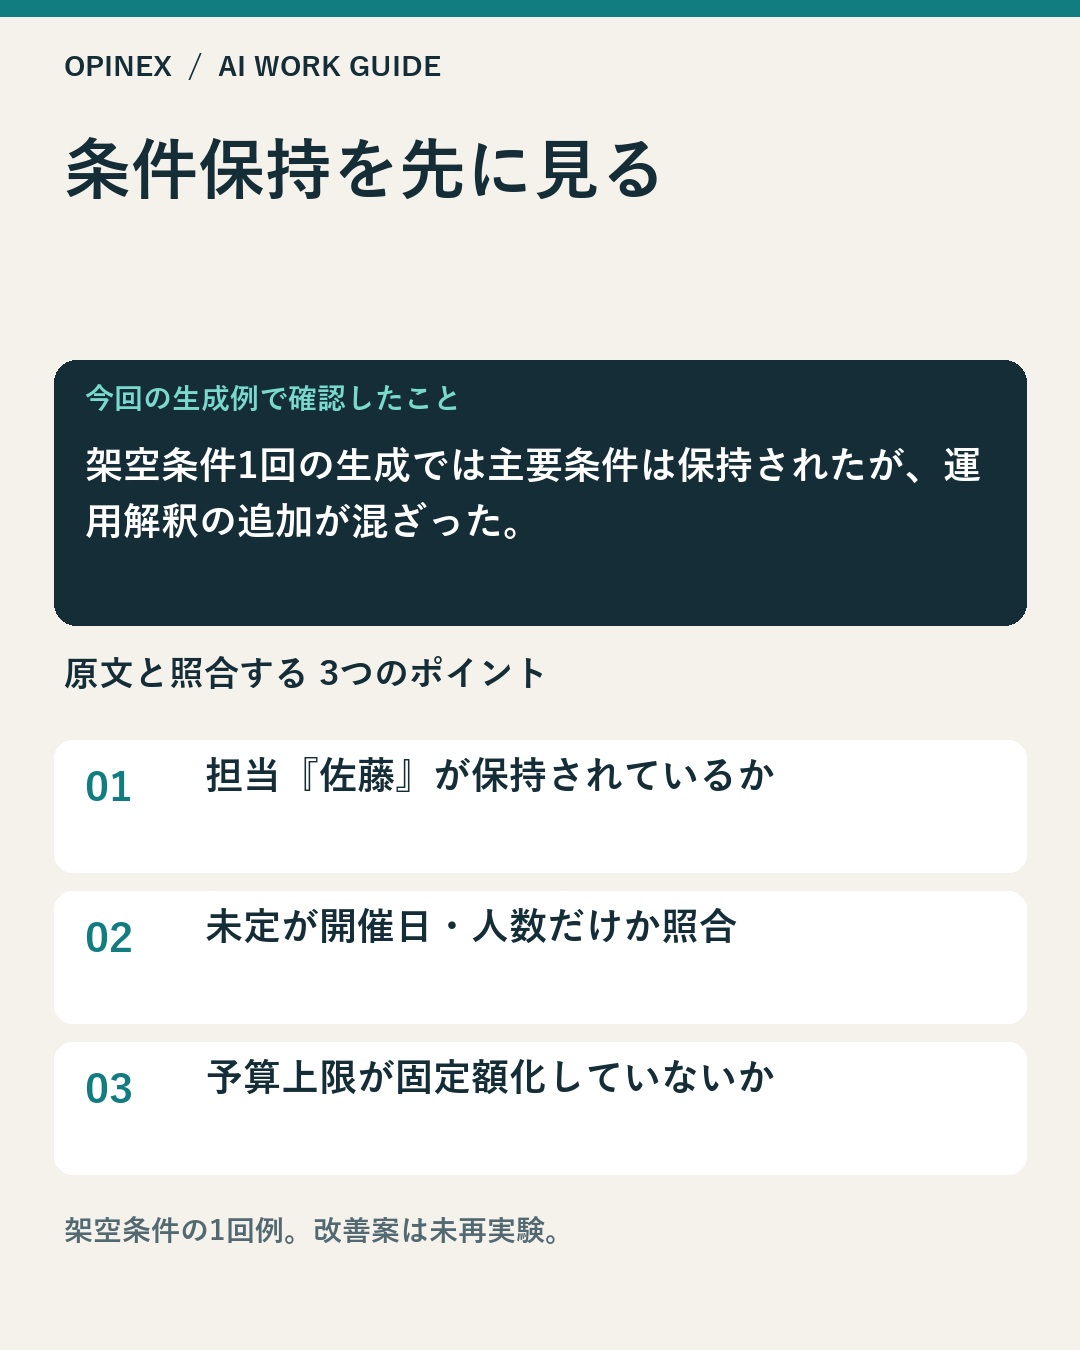 OPINEX / AI WORK GUIDE
条件保持を先に見る
今回の生成例で確認したこと
架空条件1回の生成では主要条件は保持されたが、運
用解釈の追加が混ざった。
原文と照合する 3つのポイント
01 担当『佐藤』が保持されているか
02 未定が開催日・人数だけか照合
03 予算上限が固定額化していないか
架空条件の1回例。改善案は未再実験。